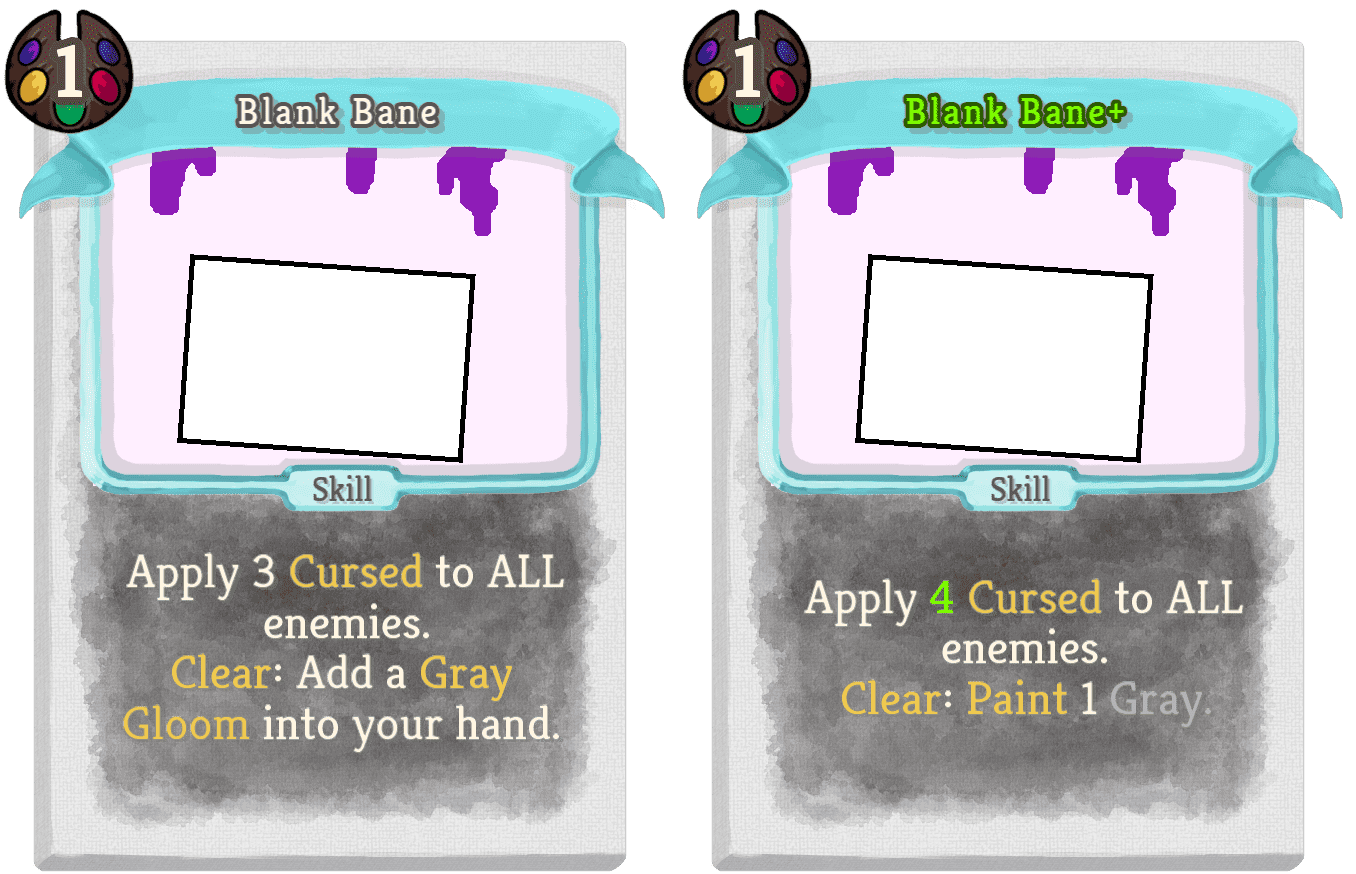 1
Blank Bane
Skill
Apply 3 Cursed to ALL
enemies.
Clear: Add a Gray
Gloom into your hand.
1
Blank Bane+
Skill
Apply 4 Cursed to ALL
enemies.
Clear: Paint 1 Gray.